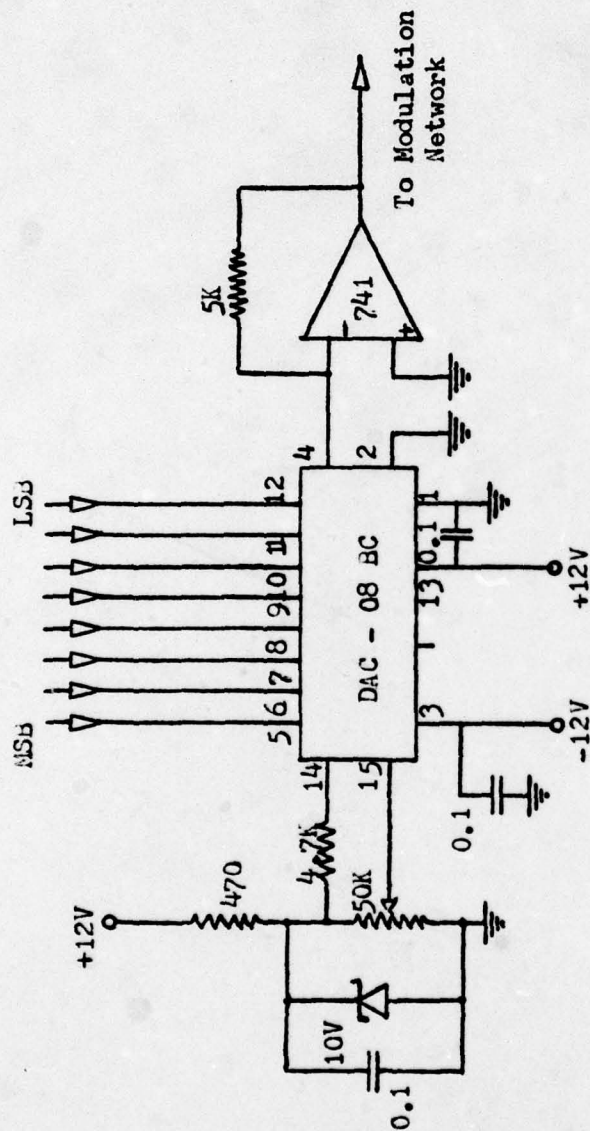 MSB
LSB
+12V
470
10V
0.1
50K
4.7K
14
15
5
6
7
8
9
10
11
12
DAC - 08 BC
4
2
3
13
1
0.1
0.1
-12V
+12V
5K
741
-
+
To Modulation
Network